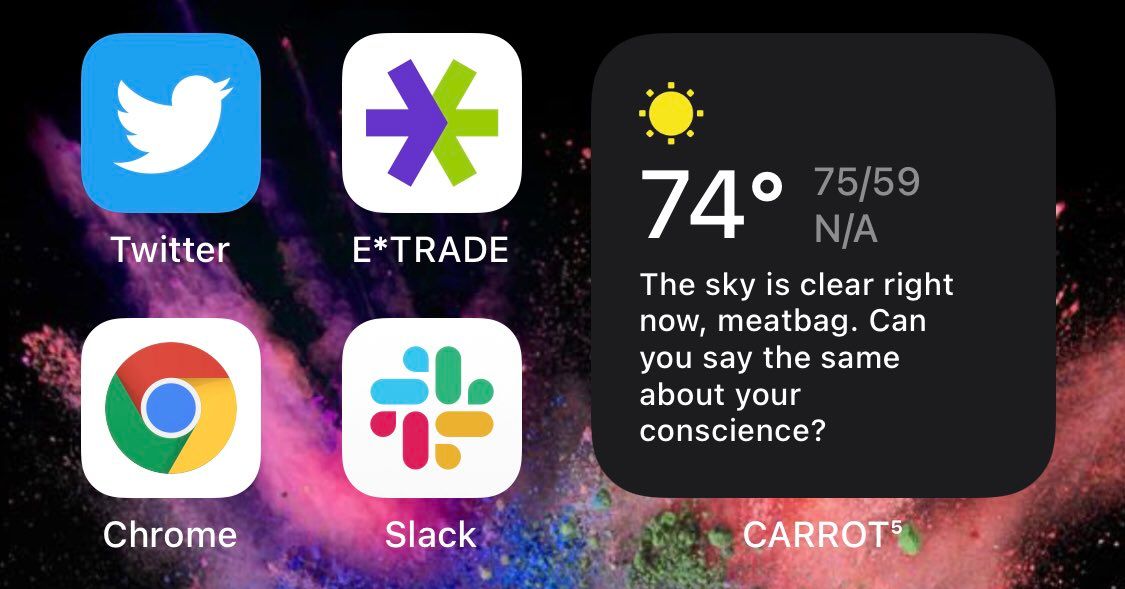 Twitter
E*TRADE
Chrome
Slack
74° 75/59
N/A
The sky is clear right
now, meatbag. Can
you say the same
about your
conscience?
CARROT⁵